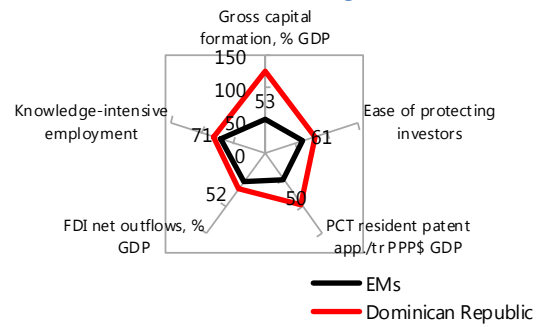 Gross capital
formation, % GDP
150
100
53
50
0
Knowledge-intensive
employment
71
Ease of protecting
investors
61
52
50
FDI net outflows, %
GDP
PCT resident patent
app./tr PPP$ GDP
EMs
Dominican Republic